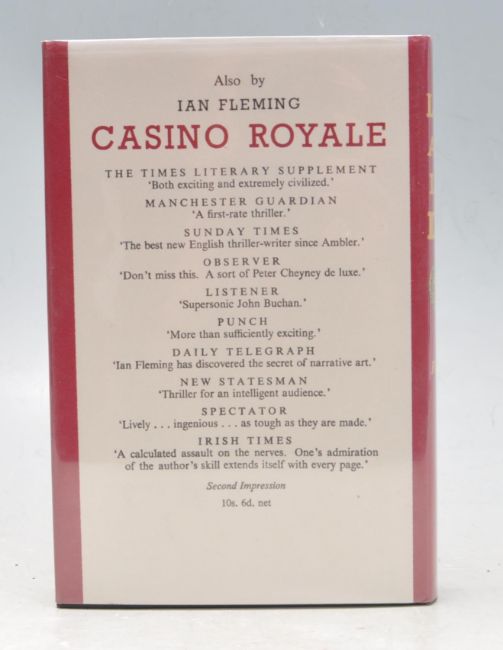 Also by
IAN FLEMING
CASINO ROYALE
THE TIMES LITERARY SUPPLEMENT
'Both exciting and extremely civilized.'
MANCHESTER GUARDIAN
'A first-rate thriller.'
SUNDAY TIMES
'The best new English thriller-writer since Ambler.'
OBSERVER
'Don't miss this. A sort of Peter Cheyney de luxe.'
LISTENER
'Supersonic John Buchan.'
PUNCH
'More than sufficiently exciting.'
DAILY TELEGRAPH
'Ian Fleming has discovered the secret of narrative art.'
NEW STATESMAN
'Thriller for an intelligent audience.'
SPECTATOR
'Lively . . . ingenious . . . as tough as they are made.'
IRISH TIMES
'A calculated assault on the nerves. One's admiration
of the author's skill extends itself with every page.'
Second Impression
10s. 6d. net